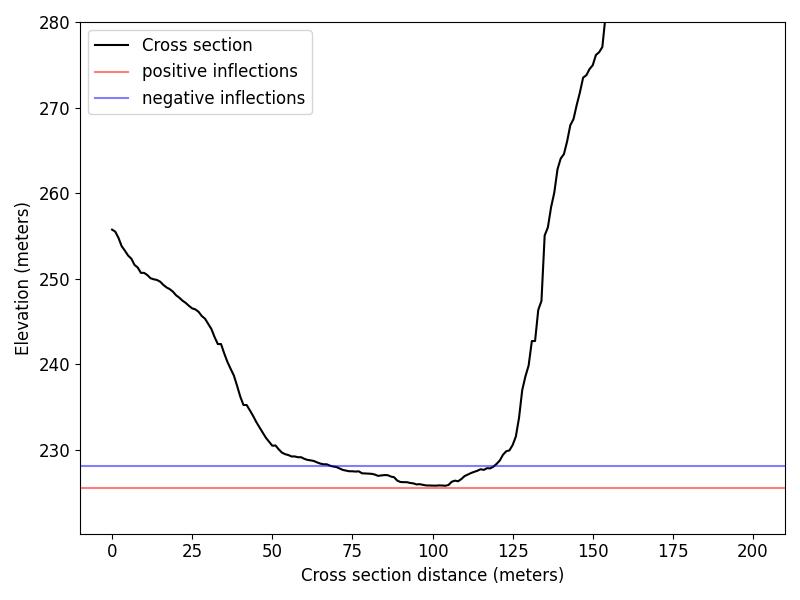 Cross section
positive inflections
negative inflections
280
270
260
250
240
230
Elevation (meters)
0 25 50 75 100 125 150 175 200
Cross section distance (meters)